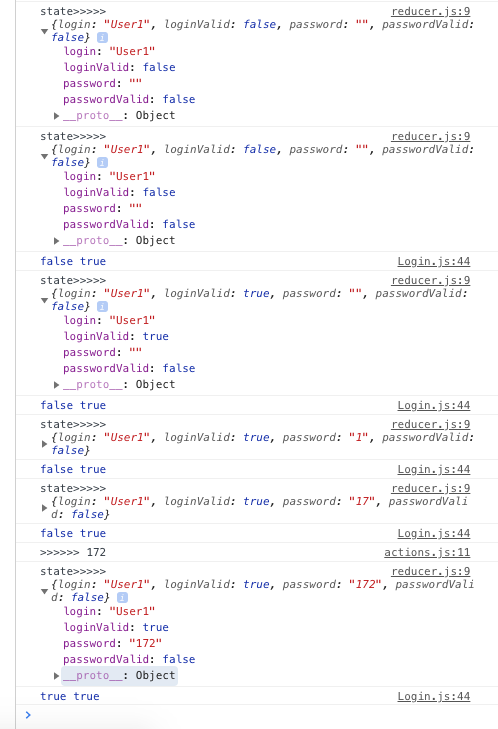 state>>>>> reducer.js:9
{login: "User1", loginValid: false, password: "", passwordValid:
false} i
login: "User1"
loginValid: false
password: ""
passwordValid: false
__proto__: Object
state>>>>> reducer.js:9
{login: "User1", loginValid: false, password: "", passwordValid:
false} i
login: "User1"
loginValid: false
password: ""
passwordValid: false
__proto__: Object
false true Login.js:44
state>>>>> reducer.js:9
{login: "User1", loginValid: true, password: "", passwordValid:
false} i
login: "User1"
loginValid: true
password: ""
passwordValid: false
__proto__: Object
false true Login.js:44
state>>>>> reducer.js:9
{login: "User1", loginValid: true, password: "1", passwordValid:
false}
false true Login.js:44
state>>>>> reducer.js:9
{login: "User1", loginValid: true, password: "17", passwordVali
d: false}
false true Login.js:44
>>>>>> 172 actions.js:11
state>>>>> reducer.js:9
{login: "User1", loginValid: true, password: "172", passwordVali
d: false} i
login: "User1"
loginValid: true
password: "172"
passwordValid: false
__proto__: Object
true true Login.js:44